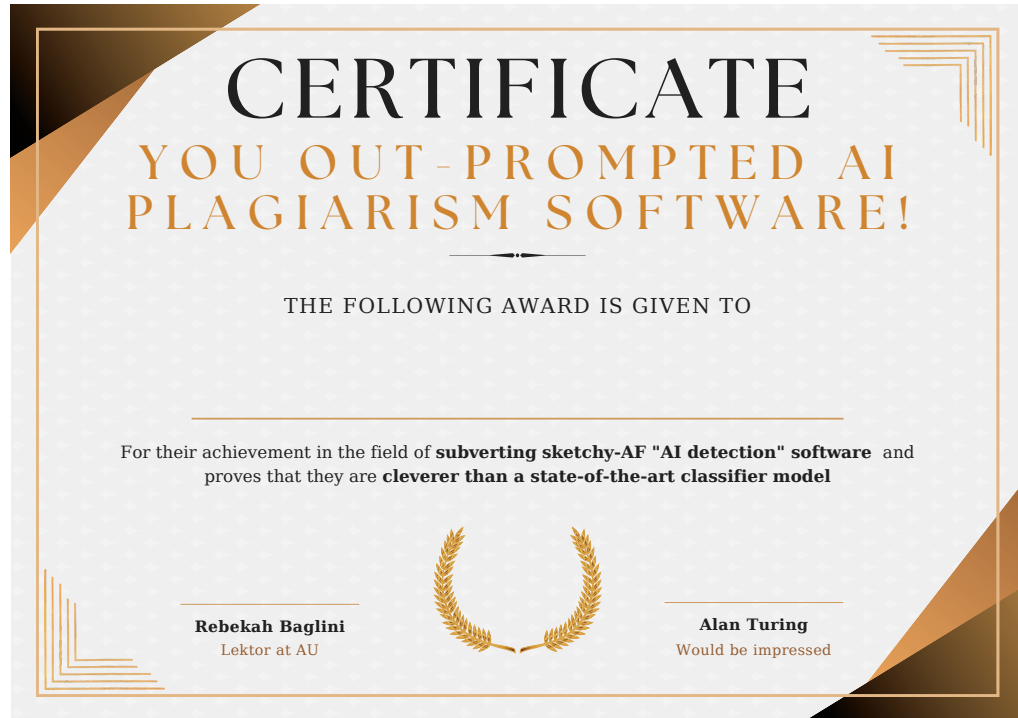 CERTIFICATE
YOU OUT-PROMPTED AI
PLAGIARISM SOFTWARE!
THE FOLLOWING AWARD IS GIVEN TO
For their achievement in the field of subverting sketchy-AF "AI detection" software and
proves that they are cleverer than a state-of-the-art classifier model
Rebekah Baglini
Lektor at AU
Alan Turing
Would be impressed